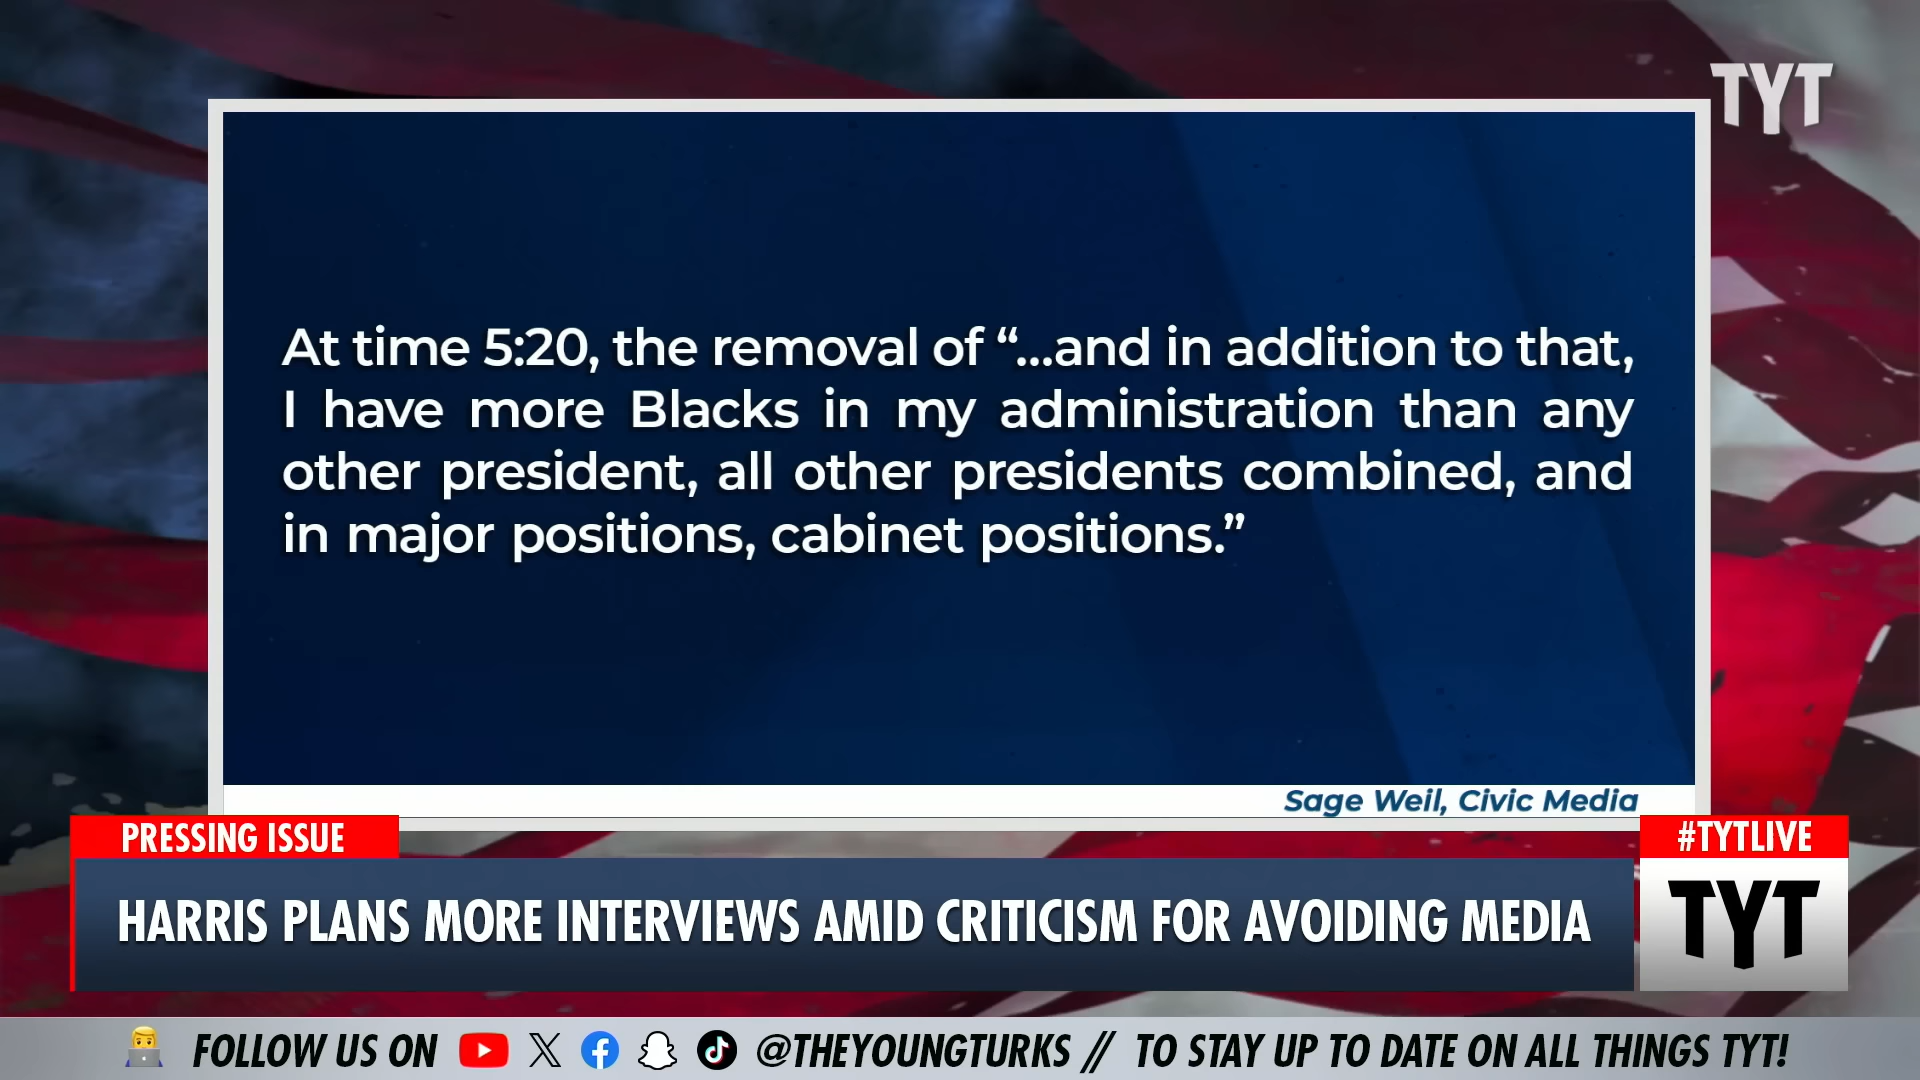 TYT
At time 5:20, the removal of “...and in addition to that,
I have more Blacks in my administration than any
other president, all other presidents combined, and
in major positions, cabinet positions.”
Sage Weil, Civic Media
PRESSING ISSUE
#TYTLIVE
HARRIS PLANS MORE INTERVIEWS AMID CRITICISM FOR AVOIDING MEDIA
TYT
FOLLOW US ON @THEYOUNGTURKS // TO STAY UP TO DATE ON ALL THINGS TYT!